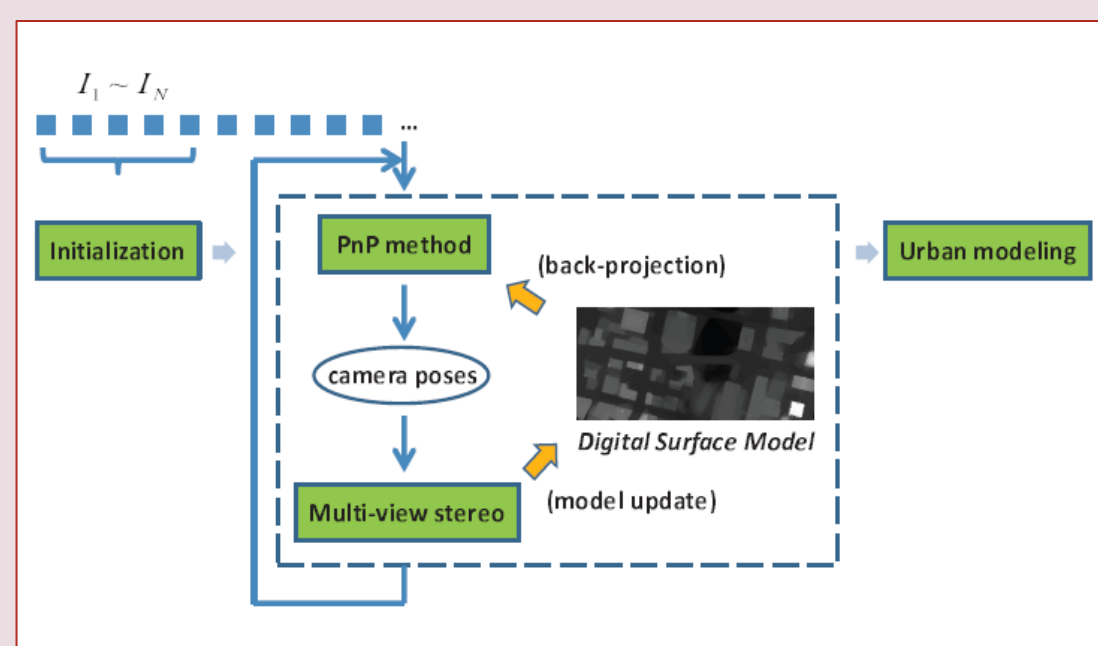 I₁ ~ I_N
...
Initialization
PnP method
(back-projection)
Urban modeling
camera poses
Digital Surface Model
Multi-view stereo
(model update)